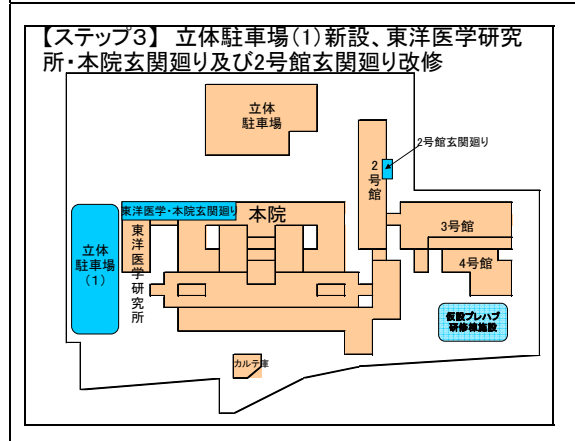 【ステップ3】 立体駐車場(1)新設、東洋医学研究
所・本院玄関廻り及び2号館玄関廻り改修
立体
駐車場
2号館玄関廻り
2号館
東洋医学・本院玄関廻り
本院
3号館
東洋医学研究所
立体
駐車場
(1)
4号館
仮設プレハブ
研修棟施設
カルテ庫